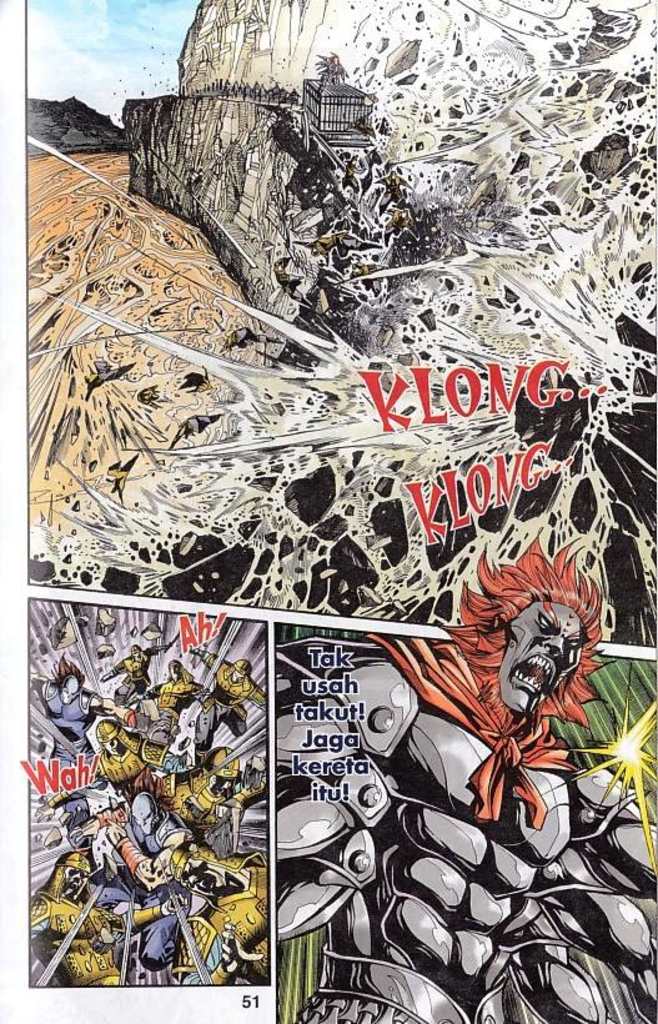 KLONG...
KLONG...
Ah!
Wah!
Tak
usah
takut!
Jaga
kereta
itu!
51